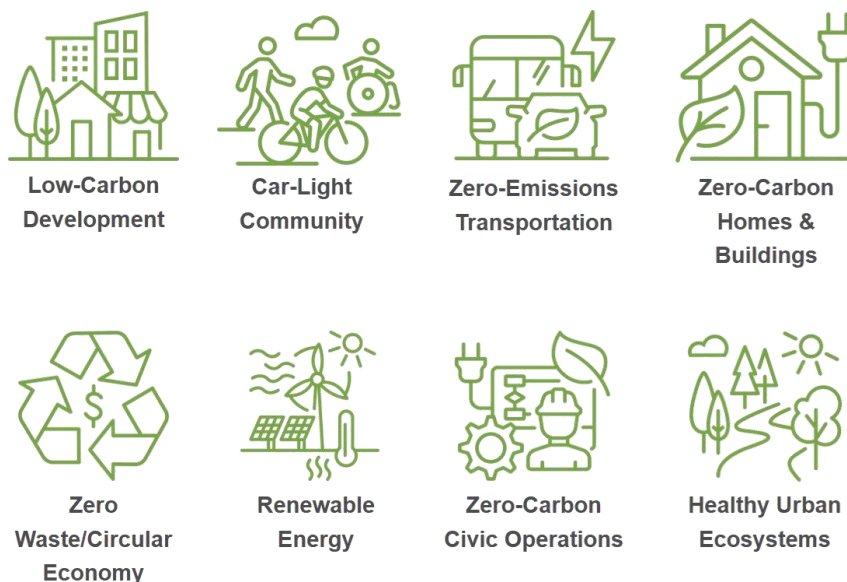 Low-Carbon
Development
Car-Light
Community
Zero-Emissions
Transportation
Zero-Carbon
Homes &
Buildings
$
Zero
Waste/Circular
Economy
Renewable
Energy
Zero-Carbon
Civic Operations
Healthy Urban
Ecosystems